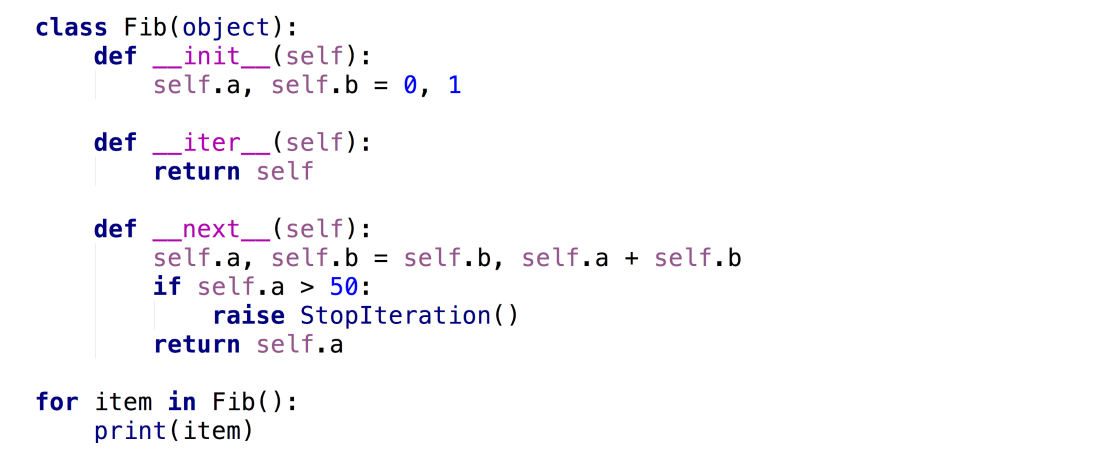 class Fib(object):
    def __init__(self):
        self.a, self.b = 0, 1

    def __iter__(self):
        return self

    def __next__(self):
        self.a, self.b = self.b, self.a + self.b
        if self.a > 50:
            raise StopIteration()
        return self.a

for item in Fib():
    print(item)